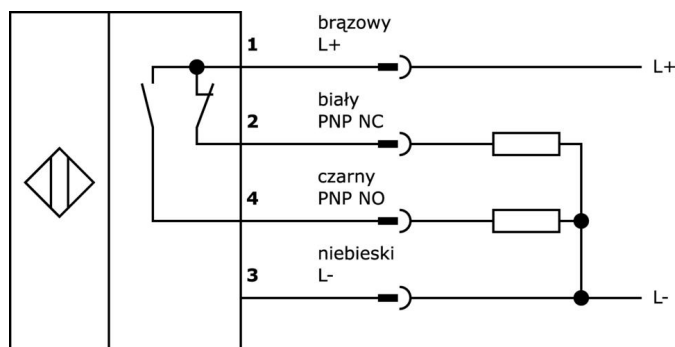 brązowy
1 L+
L+
biały
2 PNP NC
czarny
4 PNP NO
niebieski
3 L-
L-